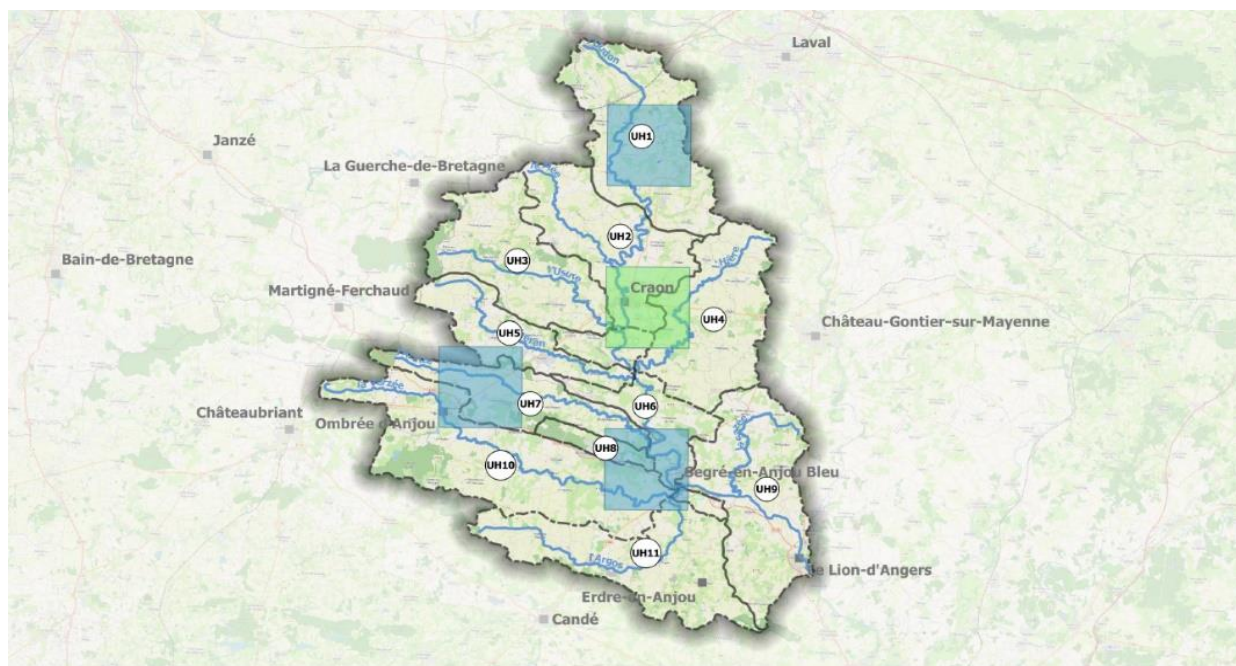 Laval
UH1
Janzé
La Guerche-de-Bretagne
UH2
UH3
Bain-de-Bretagne
Martigné-Ferchaud
Craon
UH4
Château-Gontier-sur-Mayenne
UH5
Châteaubriant
Ombrée d'Anjou
UH7
UH6
UH8
UH10
Segré-en-Anjou Bleu
UH9
UH11
l'Argos
Le Lion-d'Angers
Erdre-en-Anjou
Candé